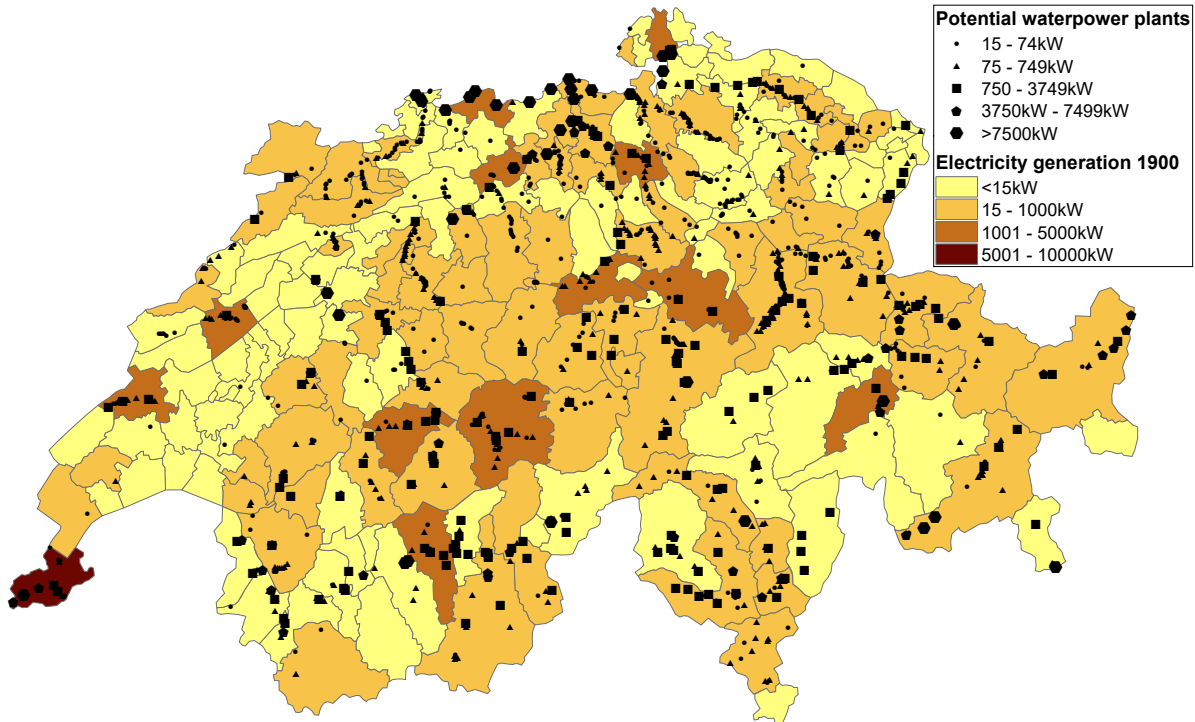 Potential waterpower plants
15 - 74kW
75 - 749kW
750 - 3749kW
3750kW - 7499kW
>7500kW
Electricity generation 1900
<15kW
15 - 1000kW
1001 - 5000kW
5001 - 10000kW